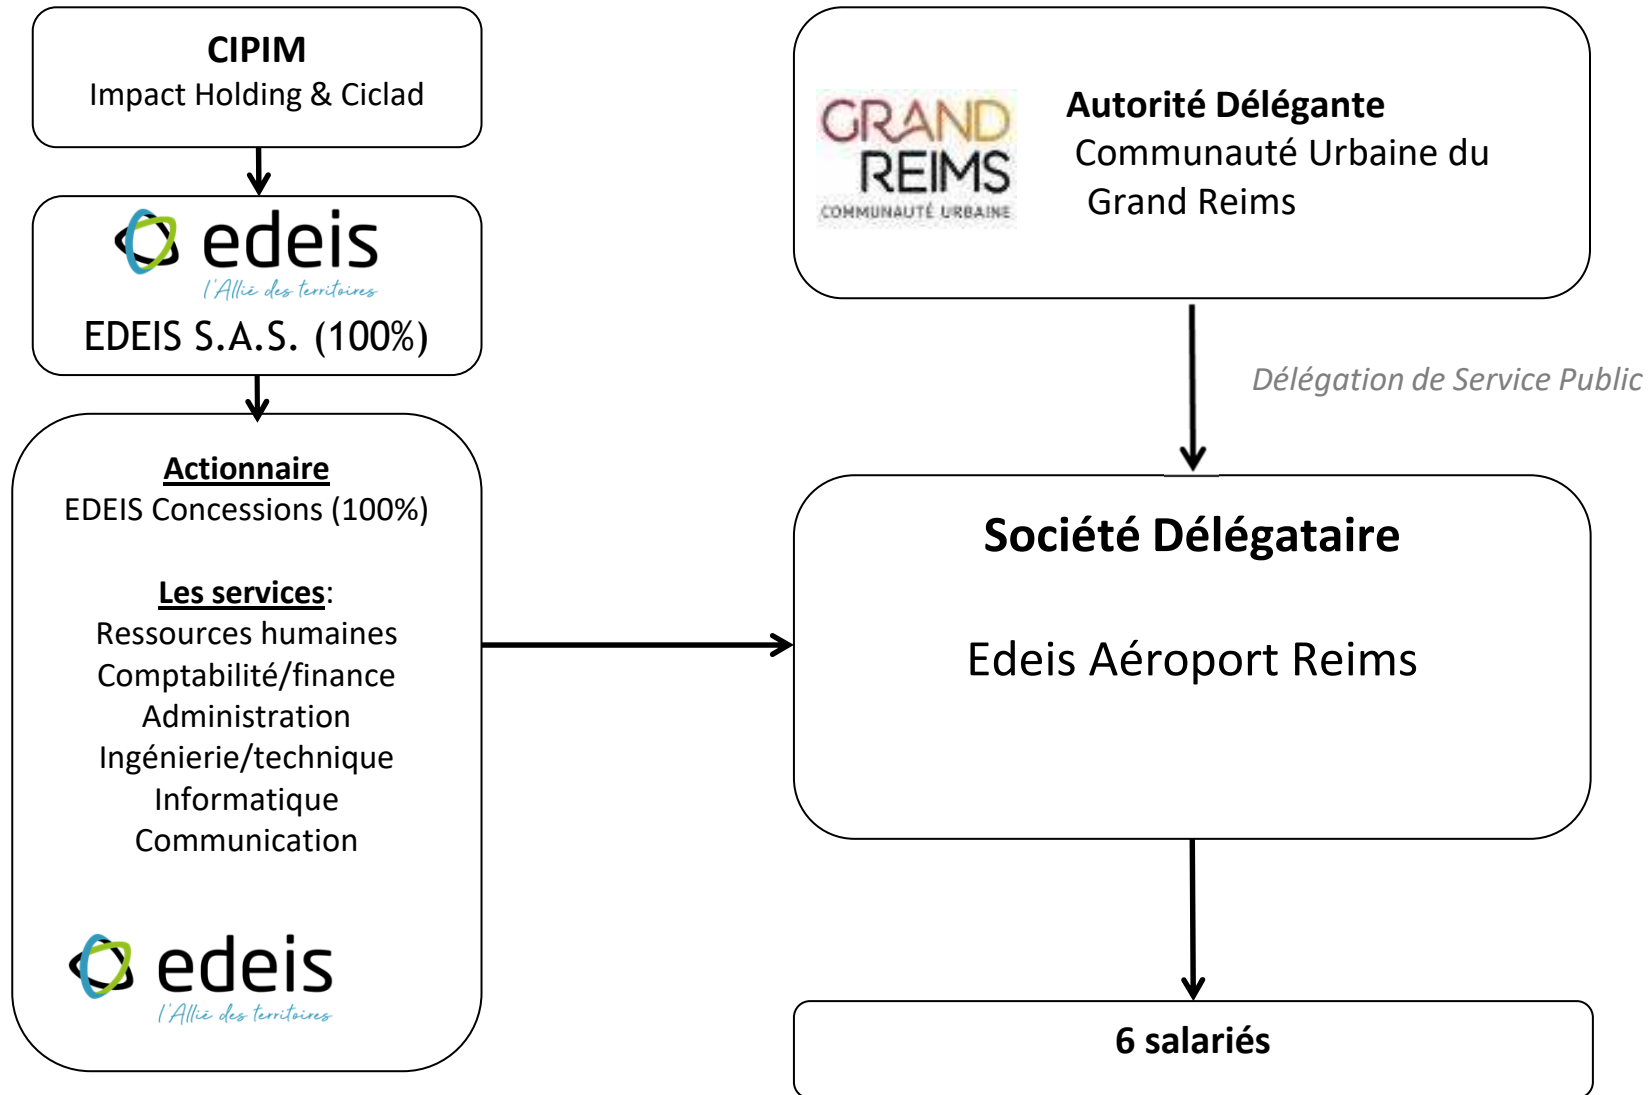 CIPIM
Impact Holding & Ciclad
edeis
l'Allié des territoires
EDEIS S.A.S. (100%)
Actionnaire
EDEIS Concessions (100%)
Les services:
Ressources humaines
Comptabilité/finance
Administration
Ingénierie/technique
Informatique
Communication
edeis
l'Allié des territoires
GRAND
REIMS
COMMUNAUTÉ URBAINE
Autorité Délégante
Communauté Urbaine du
Grand Reims
Délégation de Service Public
Société Délégataire
Edeis Aéroport Reims
6 salariés